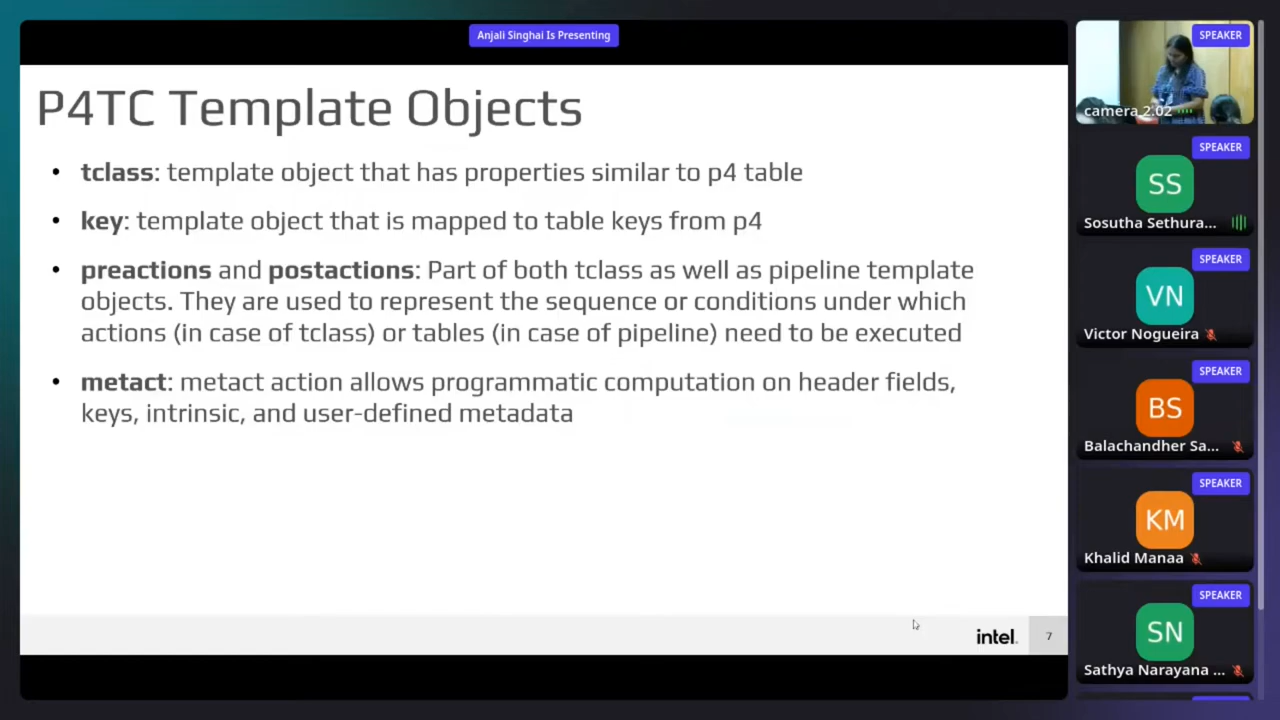 Anjali Singhai Is Presenting
P4TC Template Objects
• tclass: template object that has properties similar to p4 table
• key: template object that is mapped to table keys from p4
• preactions and postactions: Part of both tclass as well as pipeline template
objects. They are used to represent the sequence or conditions under which
actions (in case of tclass) or tables (in case of pipeline) need to be executed
• metact: metact action allows programmatic computation on header fields,
keys, intrinsic, and user-defined metadata
intel.
7
SPEAKER
camera 2.02
SPEAKER
SS
Sosutha Sethura...
SPEAKER
VN
Victor Nogueira
SPEAKER
BS
Balachandher Sa...
SPEAKER
KM
Khalid Manaa
SPEAKER
SN
Sathya Narayana ...